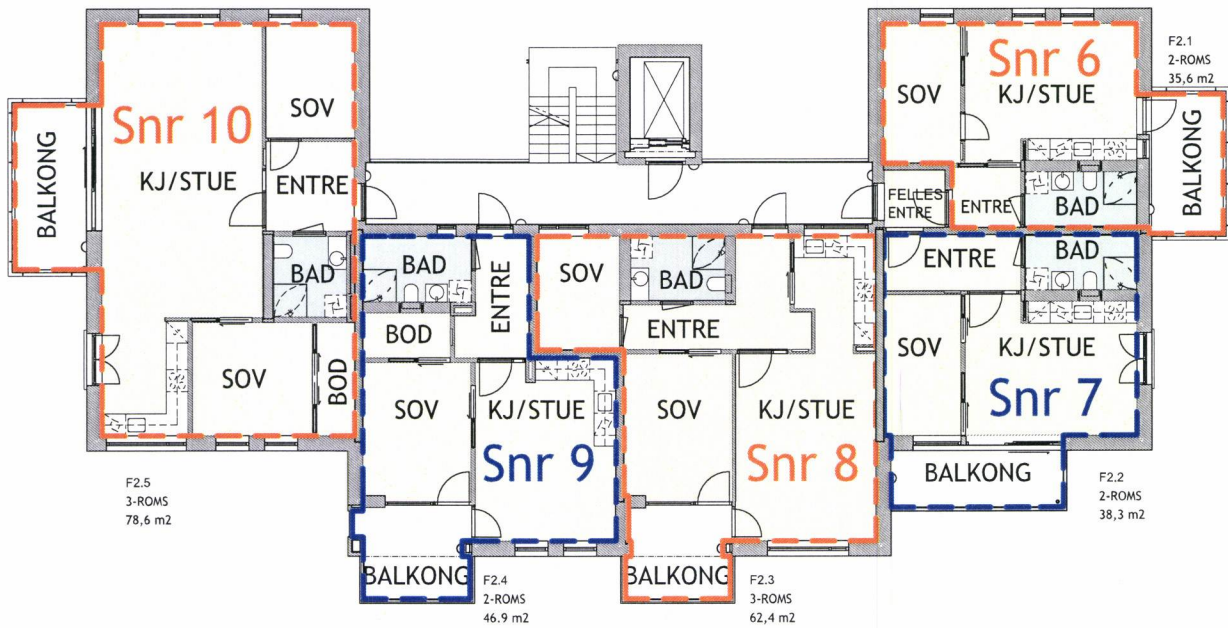 Snr 10
SOV
KJ/STUE
BALKONG
ENTRE
BAD
SOV
BOD
F2.5
3-ROMS
78,6 m2
BAD
ENTRE
BOD
SOV
KJ/STUE
Snr 9
BALKONG
F2.4
2-ROMS
46.9 m2
SOV
BAD
ENTRE
SOV
KJ/STUE
Snr 8
BALKONG
F2.3
3-ROMS
62,4 m2
Snr 6
SOV
KJ/STUE
F2.1
2-ROMS
35,6 m2
BALKONG
FELLES
ENTRE
ENTRE
BAD
ENTRE
BAD
SOV
KJ/STUE
Snr 7
BALKONG
F2.2
2-ROMS
38,3 m2